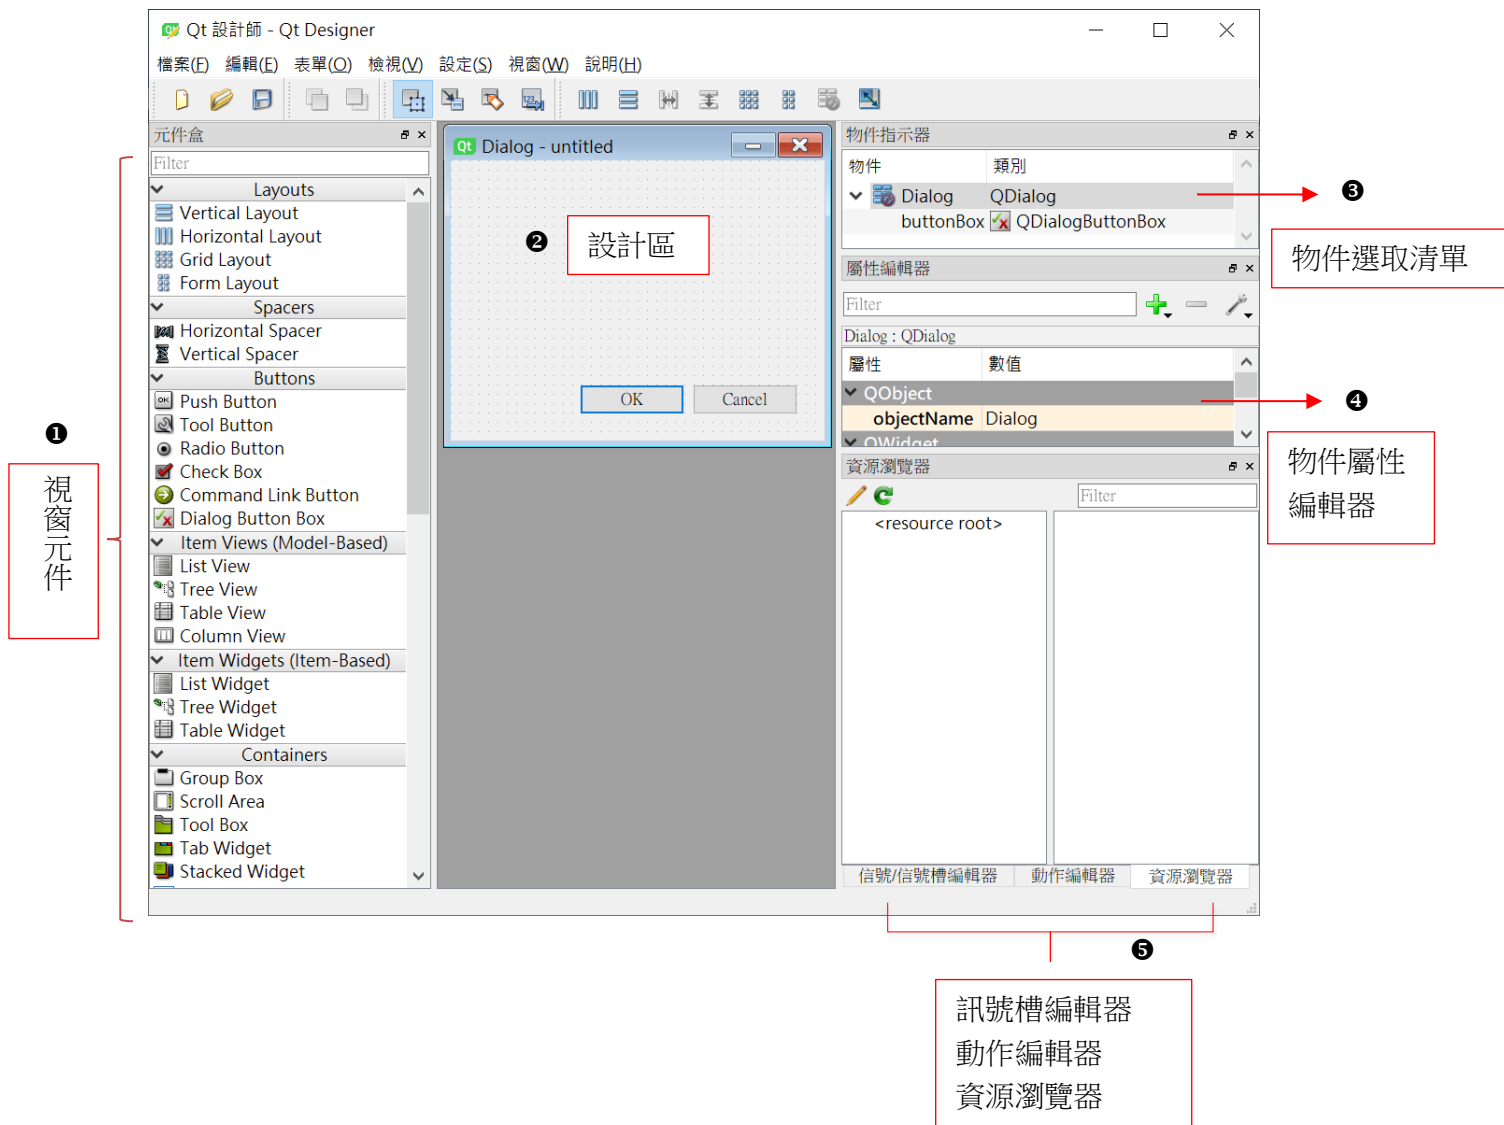 Qt 設計師 - Qt Designer
檔案(F) 編輯(E) 表單(O) 檢視(V) 設定(S) 視窗(W) 說明(H)
元件盒
Filter
Layouts
Vertical Layout
Horizontal Layout
Grid Layout
Form Layout
Spacers
Horizontal Spacer
Vertical Spacer
Buttons
Push Button
Tool Button
Radio Button
Check Box
Command Link Button
Dialog Button Box
Item Views (Model-Based)
List View
Tree View
Table View
Column View
Item Widgets (Item-Based)
List Widget
Tree Widget
Table Widget
Containers
Group Box
Scroll Area
Tool Box
Tab Widget
Stacked Widget
❶
視窗元件
Dialog - untitled
❷
設計區
OK Cancel
物件指示器
物件 類別
Dialog QDialog
buttonBox QDialogButtonBox
❸
物件選取清單
屬性編輯器
Filter
Dialog : QDialog
屬性 數值
QObject
objectName Dialog
QWidget
❹
物件屬性
編輯器
資源瀏覽器
Filter
<resource root>
信號/信號槽編輯器 動作編輯器 資源瀏覽器
❺
訊號槽編輯器
動作編輯器
資源瀏覽器